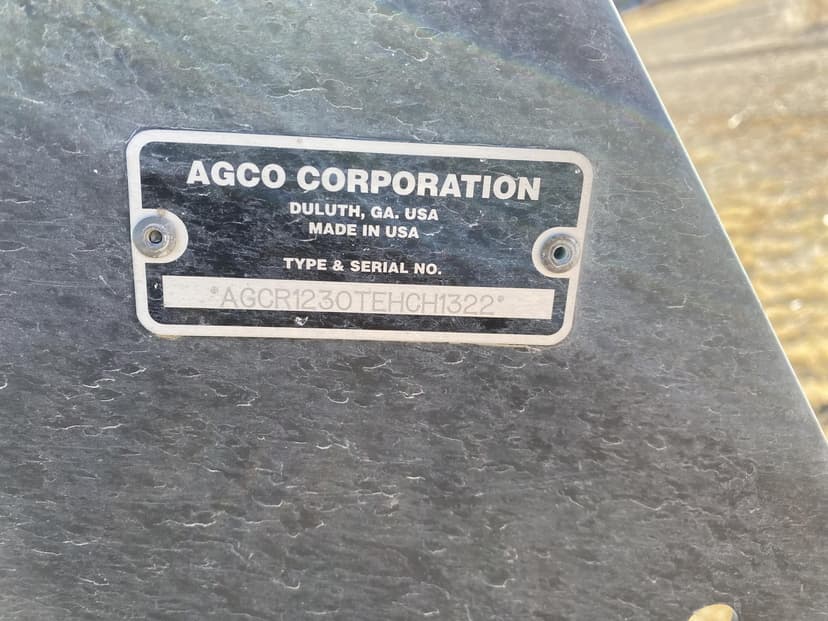 AGCO CORPORATION
DULUTH, GA. USA
MADE IN USA
TYPE & SERIAL NO.
*AGCR1230TEHCH1322*